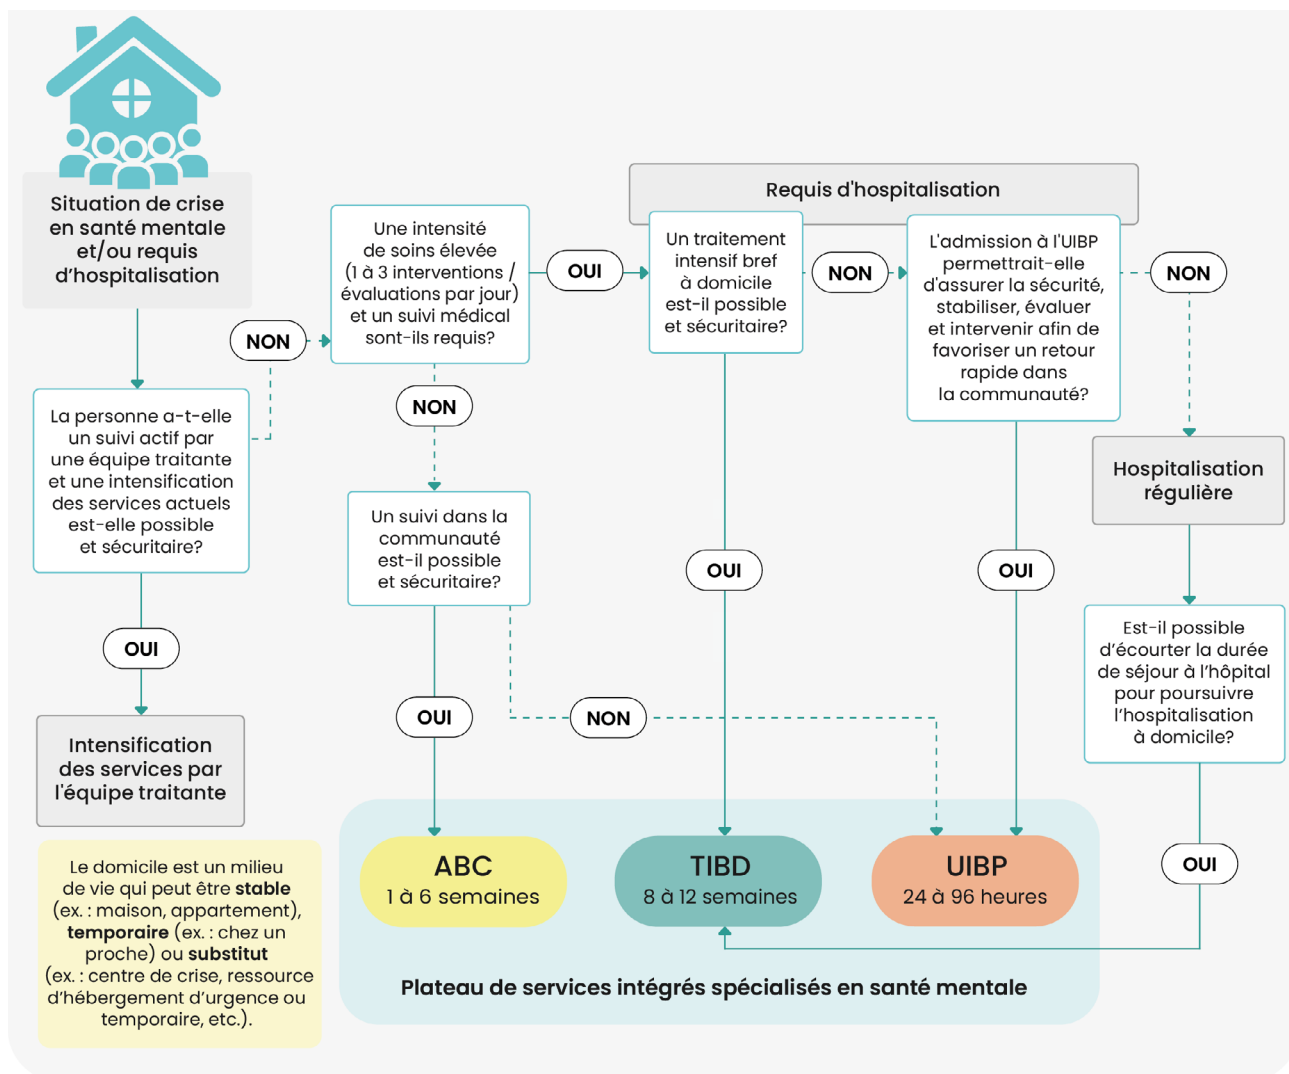 Situation de crise
en santé mentale
et/ou requis
d'hospitalisation
La personne a-t-elle
un suivi actif par
une équipe traitante
et une intensification
des services actuels
est-elle possible
et sécuritaire?
OUI
Intensification
des services par
l'équipe traitante
NON
Une intensité
de soins élevée
(1 à 3 interventions /
évaluations par jour)
et un suivi médical
sont-ils requis?
NON
Un suivi dans la
communauté
est-il possible
et sécuritaire?
OUI
NON
OUI
Requis d'hospitalisation
Un traitement
intensif bref
à domicile
est-il possible
et sécuritaire?
OUI
NON
L'admission à l'UIBP
permettrait-elle
d'assurer la sécurité,
stabiliser, évaluer
et intervenir afin de
favoriser un retour
rapide dans
la communauté?
OUI
NON
Hospitalisation
régulière
Est-il possible
d'écourter la durée
de séjour à l'hôpital
pour poursuivre
l'hospitalisation
à domicile?
OUI
ABC
1 à 6 semaines
TIBD
8 à 12 semaines
UIBP
24 à 96 heures
Plateau de services intégrés spécialisés en santé mentale
Le domicile est un milieu
de vie qui peut être stable
(ex. : maison, appartement),
temporaire (ex. : chez un
proche) ou substitut
(ex. : centre de crise, ressource
d'hébergement d'urgence ou
temporaire, etc.).